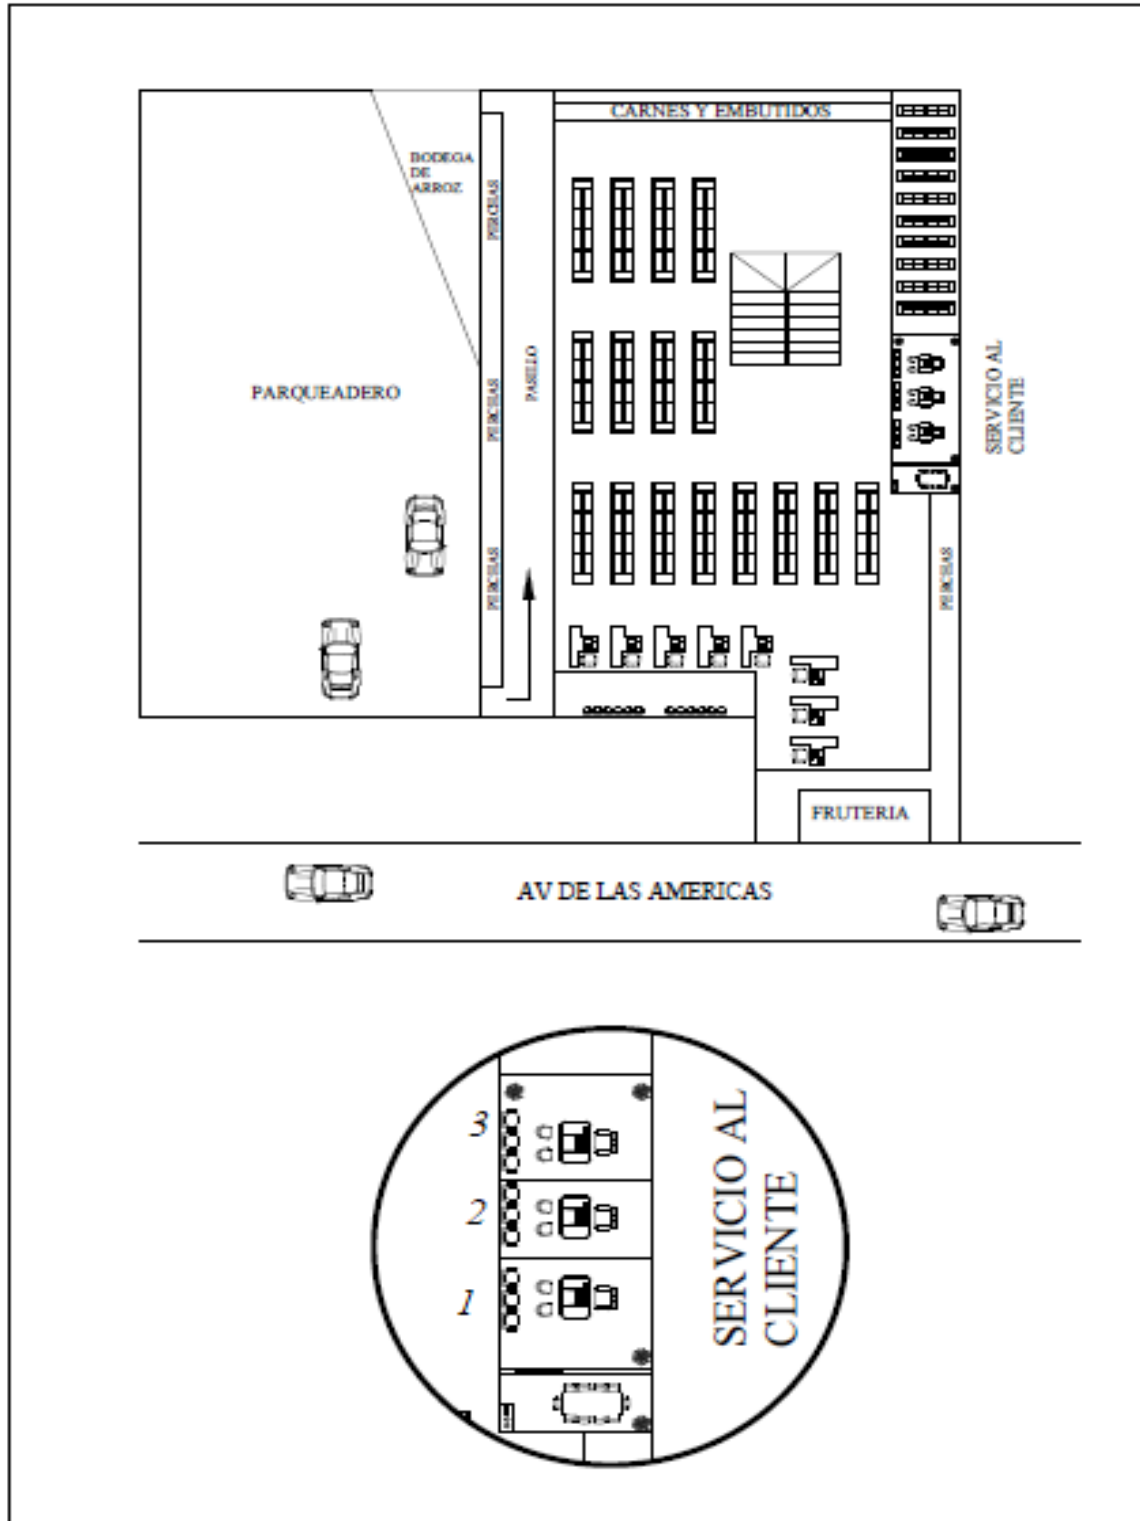 CARNES Y EMBUTIDOS
BODEGA
DE
ARROZ
PERCHAS
PASILLO
PARQUEADERO
PERCHAS
SERVICIO AL
CLIENTE
PERCHAS
PERCHAS
FRUTERIA
AV DE LAS AMERICAS
3
2
1
SERVICIO AL
CLIENTE